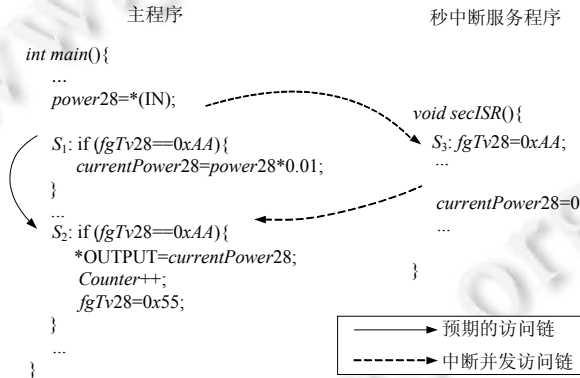 主程序
int main(){
...
power28=*(IN);
S1: if (fgTv28==0xAA){
currentPower28=power28*0.01;
}
...
S2: if (fgTv28==0xAA){
*OUTPUT=currentPower28;
Counter++;
fgTv28=0x55;
}
...
}
秒中断服务程序
void secISR(){
S3: fgTv28=0xAA;
...
currentPower28=0
...
}
预期的访问链
中断并发访问链